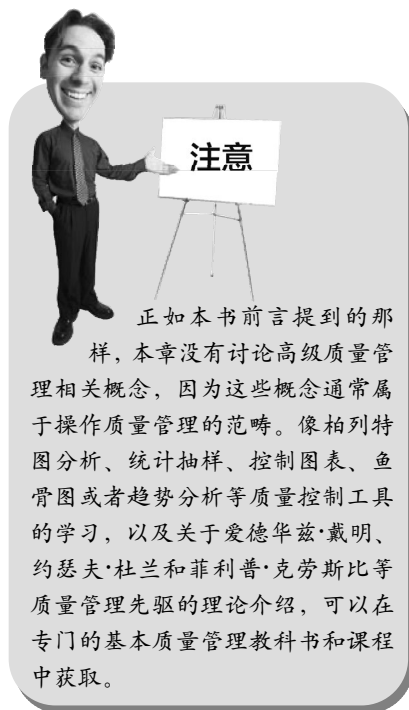 注意
正如本书前言提到的那
样，本章没有讨论高级质量管
理相关概念，因为这些概念通常属
于操作质量管理的范畴。像柏列特
图分析、统计抽样、控制图表、鱼
骨图或者趋势分析等质量控制工具
的学习，以及关于爱德华兹·戴明、
约瑟夫·杜兰和菲利普·克劳斯比等
质量管理先驱的理论介绍，可以在
专门的基本质量管理教科书和课程
中获取。